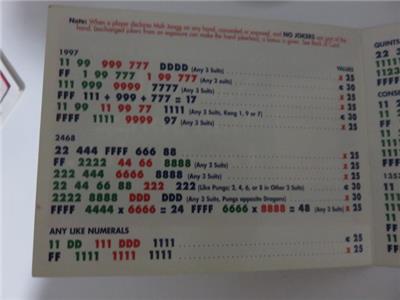 Note: When a player declares Mah Jongg on any hand, concealed or exposed, and NO JOKERS are part of the
hand, (exchanged jokers from an exposure can make the hand jokerless), a bonus is given. See Back of Card.
1997 VALUES
11 99 999 777 DDDD (Any 3 Suits) X 25
FF 1 99 777 1 99 777 (Any 2 Suits) X 25
111 999 9999 7777 (Any 2 Suits) X 25
FFF 111 + 999 + 777 = 17 X 25
11 99 11 99 77 1111 (Any 3 Suits, Kong 1, 9 or 7) X 25
FFFF 1111 9999 97 (Any 3 Suits) C 30
2468
22 444 FFFF 666 88 X 25
FF 2222 44 66 8888 (Any 3 Suits) X 25
222 444 6666 8888 (Any 2 Suits) X 25
22 44 66 88 222 222 (Like Pungs: 2, 4, 6, or 8 in Other 2 Suits) C 30
2222 8888 DDD DDD (Any 3 Suits, Pungs opposite Dragons) X 25
FFFF 4444 x 6666 = 24 FFFF 6666 x 8888 = 48 (Any 3 Suits) X 25
ANY LIKE NUMERALS
11 DD 111 DDD 1111 C 25
FF 1111 1111 1111 X 25
QUINTS
CONSE